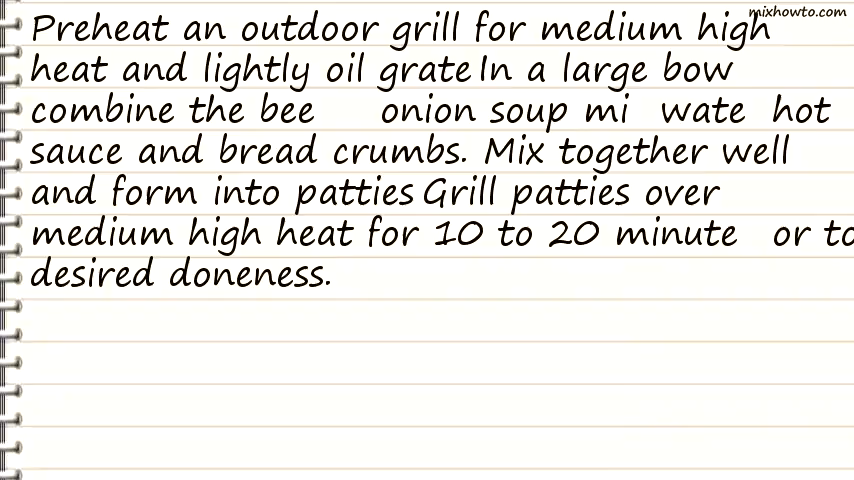 mixhowto.com
Preheat an outdoor grill for medium high
heat and lightly oil grate In a large bow
combine the bee onion soup mi wate hot
sauce and bread crumbs. Mix together well
and form into patties Grill patties over
medium high heat for 10 to 20 minute or to
desired doneness.